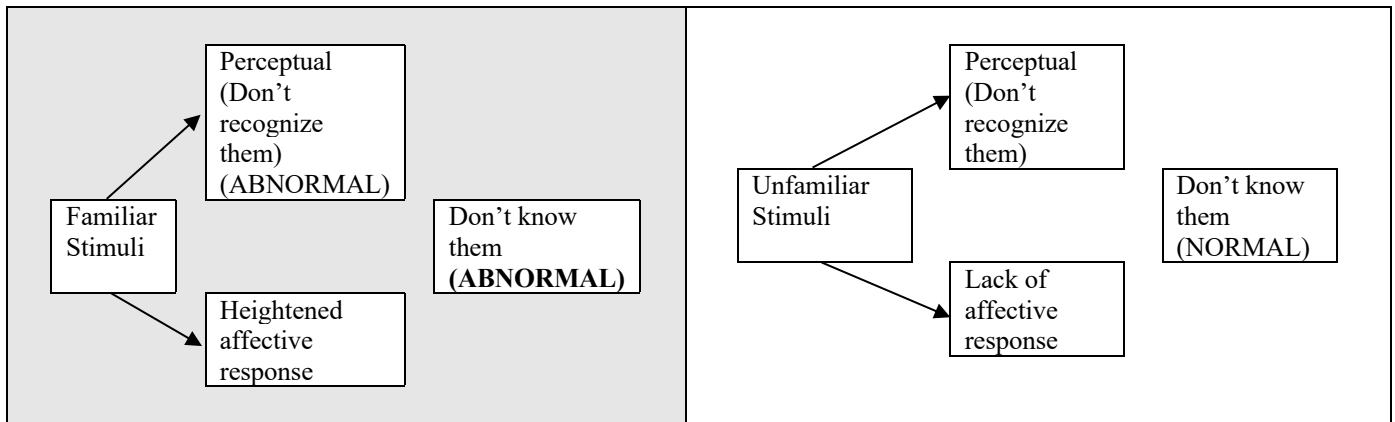 Perceptual
(Don’t
recognize
them)
(ABNORMAL)
Familiar
Stimuli
Don’t know
them
(ABNORMAL)
Heightened
affective
response
Perceptual
(Don’t
recognize
them)
Unfamiliar
Stimuli
Don’t know
them
(NORMAL)
Lack of
affective
response